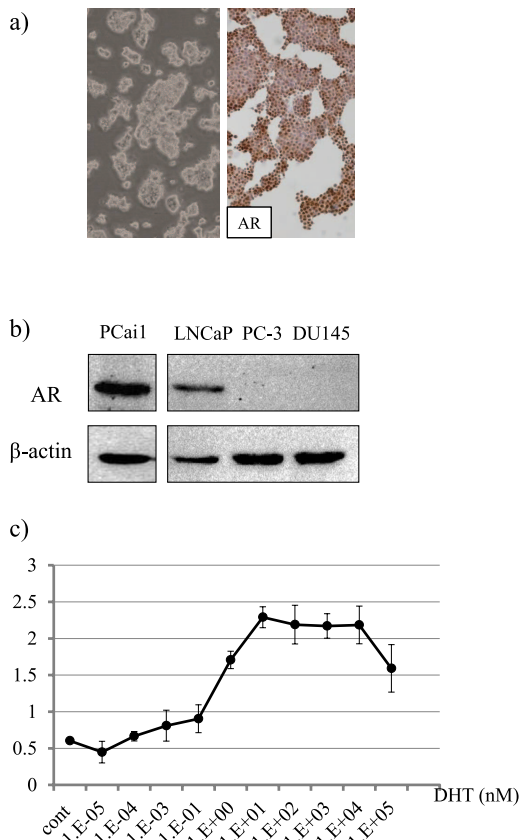 a)
AR
b)
PCai1 LNCaP PC-3 DU145
AR
β-actin
c)
3
2.5
2
1.5
1
0.5
0
DHT (nM)
cont 1.E-05 1.E-04 1.E-03 1.E-01 1.E+00 1.E+01 1.E+02 1.E+03 1.E+04 1.E+05